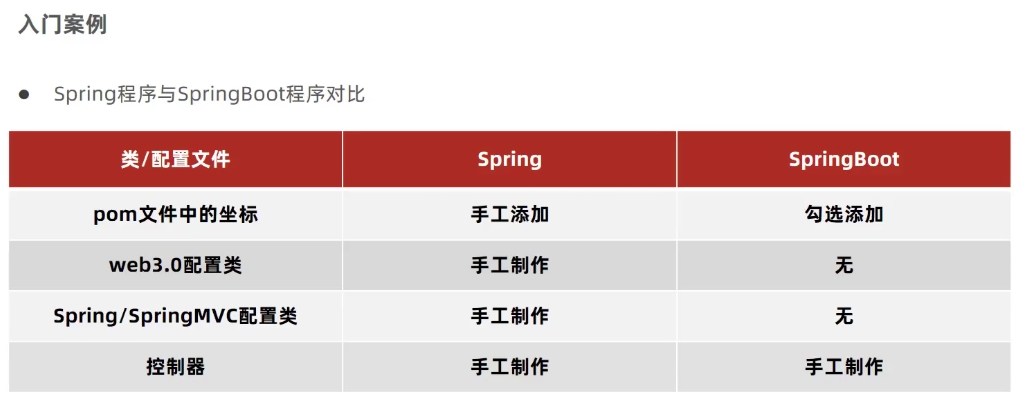 入门案例
● Spring程序与SpringBoot程序对比
类/配置文件 Spring SpringBoot
pom文件中的坐标 手工添加 勾选添加
web3.0配置类 手工制作 无
Spring/SpringMVC配置类 手工制作 无
控制器 手工制作 手工制作